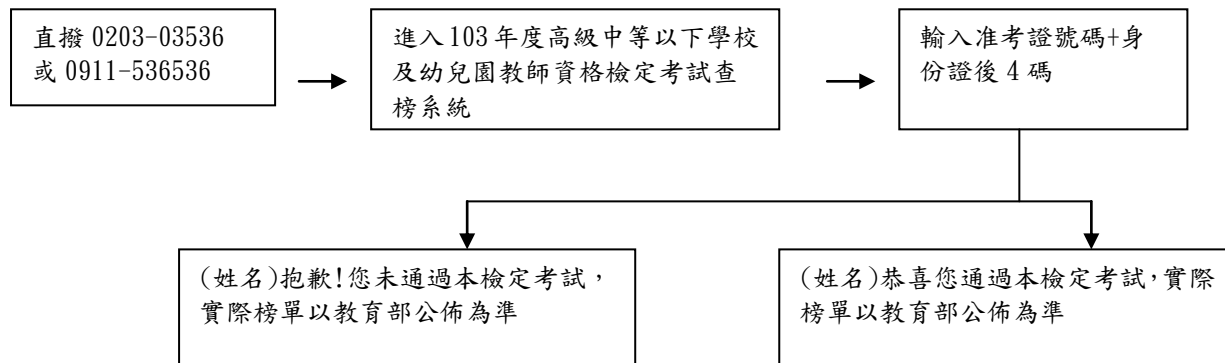 直撥 0203-03536
或 0911-536536
進入103 年度高級中等以下學校
及幼兒園教師資格檢定考試查
榜系統
輸入准考證號碼+身
份證後 4 碼
(姓名)抱歉!您未通過本檢定考試，
實際榜單以教育部公佈為準
(姓名)恭喜您通過本檢定考試，實際
榜單以教育部公佈為準